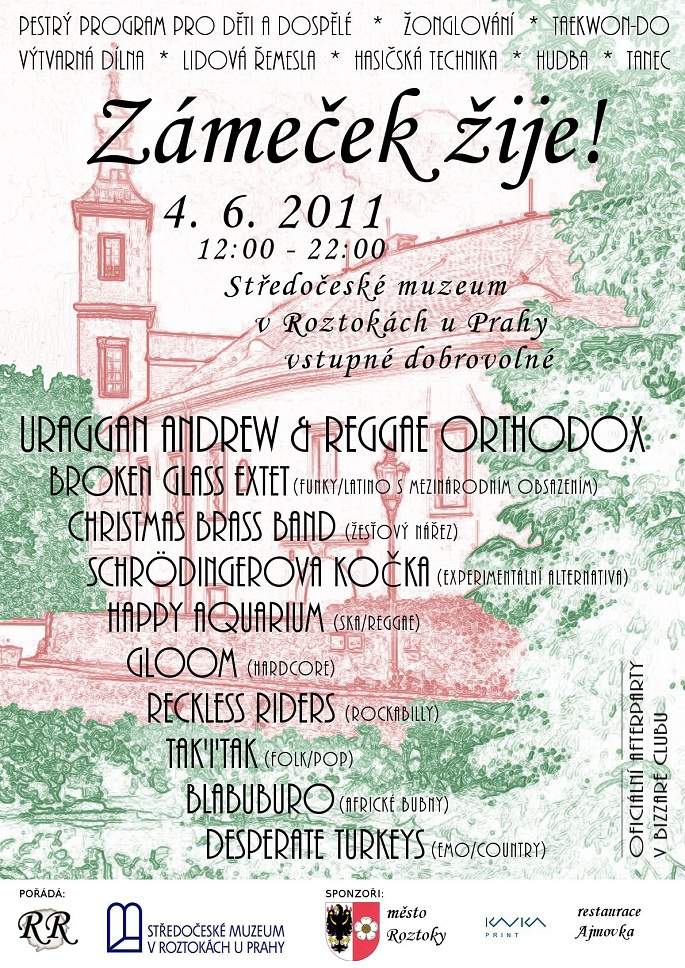 PESTRÝ PROGRAM PRO DĚTI A DOSPĚLÉ * ŽONGLOVÁNÍ * TAEKWON-DO
VÝTVARNÁ DÍLNA * LIDOVÁ ŘEMESLA * HASIČSKÁ TECHNIKA * HUDBA * TANEC
Zámeček žije!
4. 6. 2011
12:00 - 22:00
Středočeské muzeum
v Roztokách u Prahy
vstupné dobrovolné
URAGGAN ANDREW & REGGAE ORTHODOX
BROKEN GLASS EXTET (FUNKY/LATINO S MEZINÁRODNÍM OBSAZENÍM)
CHRISTMAS BRASS BAND (ŽESŤOVÝ NÁŘEZ)
SCHRÖDINGEROVA KOČKA (EXPERIMENTÁLNÍ ALTERNATIVA)
HAPPY AQUARIUM (SKA/REGGAE)
GLOOM (HARDCORE)
RECKLESS RIDERS (ROCKABILLY)
TAK'I'TAK (FOLK/POP)
BLABUBURO (AFRICKÉ BUBNY)
DESPERATE TURKEYS (EMO/COUNTRY)
OFICIÁLNÍ AFTERPARTY
V BIZZARE CLUBU
POŘÁDÁ:
RR
STŘEDOČESKÉ MUZEUM
V ROZTOKÁCH U PRAHY
SPONZOŘI:
město
Roztoky
KAVKA
PRINT
restaurace
Ajmovka